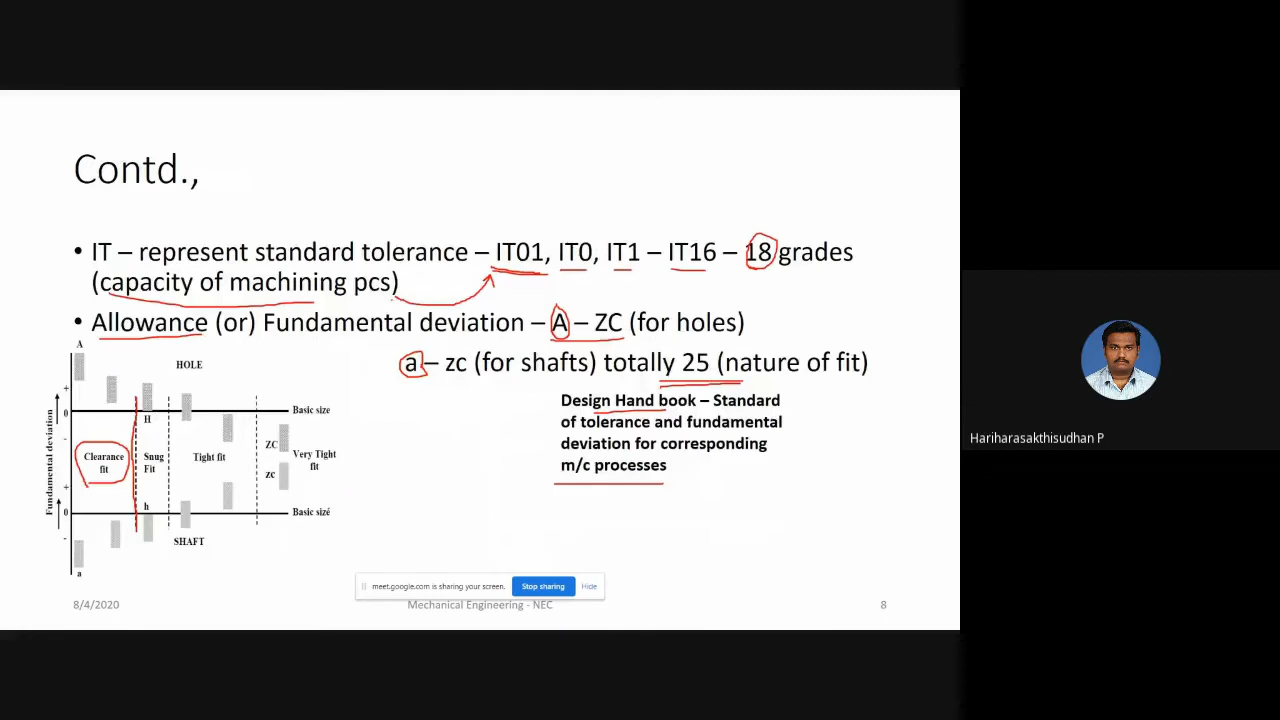 Contd.,
• IT – represent standard tolerance – IT01, IT0, IT1 – IT16 – 18 grades
(capacity of machining pcs)
• Allowance (or) Fundamental deviation – A – ZC (for holes)
a – zc (for shafts) totally 25 (nature of fit)
Design Hand book – Standard
of tolerance and fundamental
deviation for corresponding
m/c processes
A
HOLE
+
0
Basic size
H
-
Fundamental deviation
Clearance
fit
Snug
Fit
Tight fit
ZC
Very Tight
fit
zc
+
h
0
Basic size
-
SHAFT
a
meet.google.com is sharing your screen.
Stop sharing
Hide
8/4/2020
Mechanical Engineering - NEC
8
Hariharasakthisudhan P